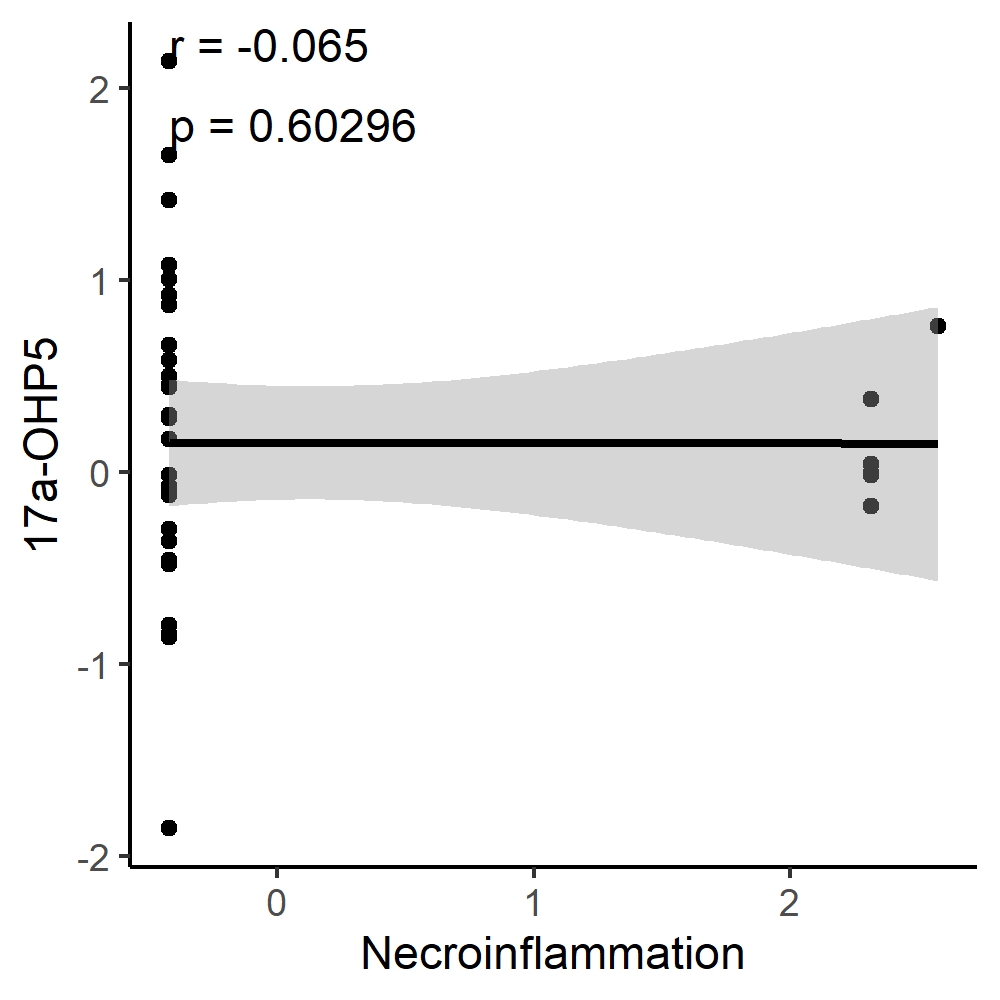 r = -0.065
p = 0.60296
17a-OHP5
2
1
0
-1
-2
0
1
2
Necroinflammation